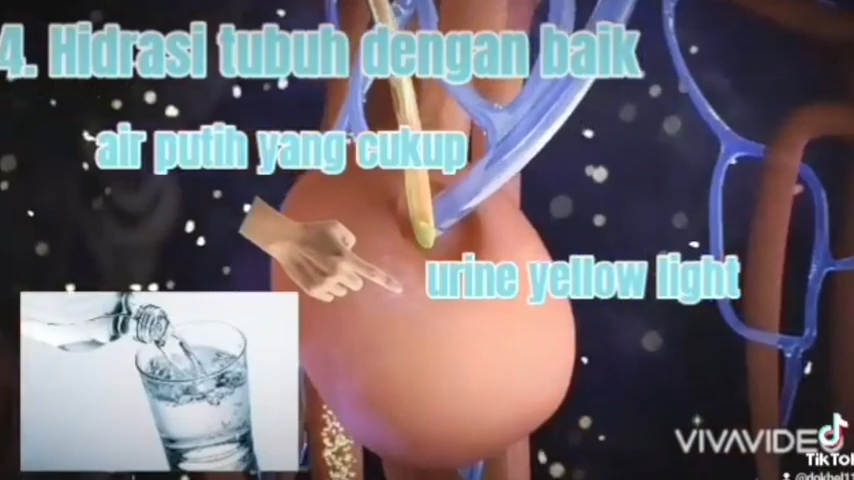 4. Hidrasi tubuh dengan baik
air putih yang cukup
urine yellow light
VIVAVIDEO
TikTok